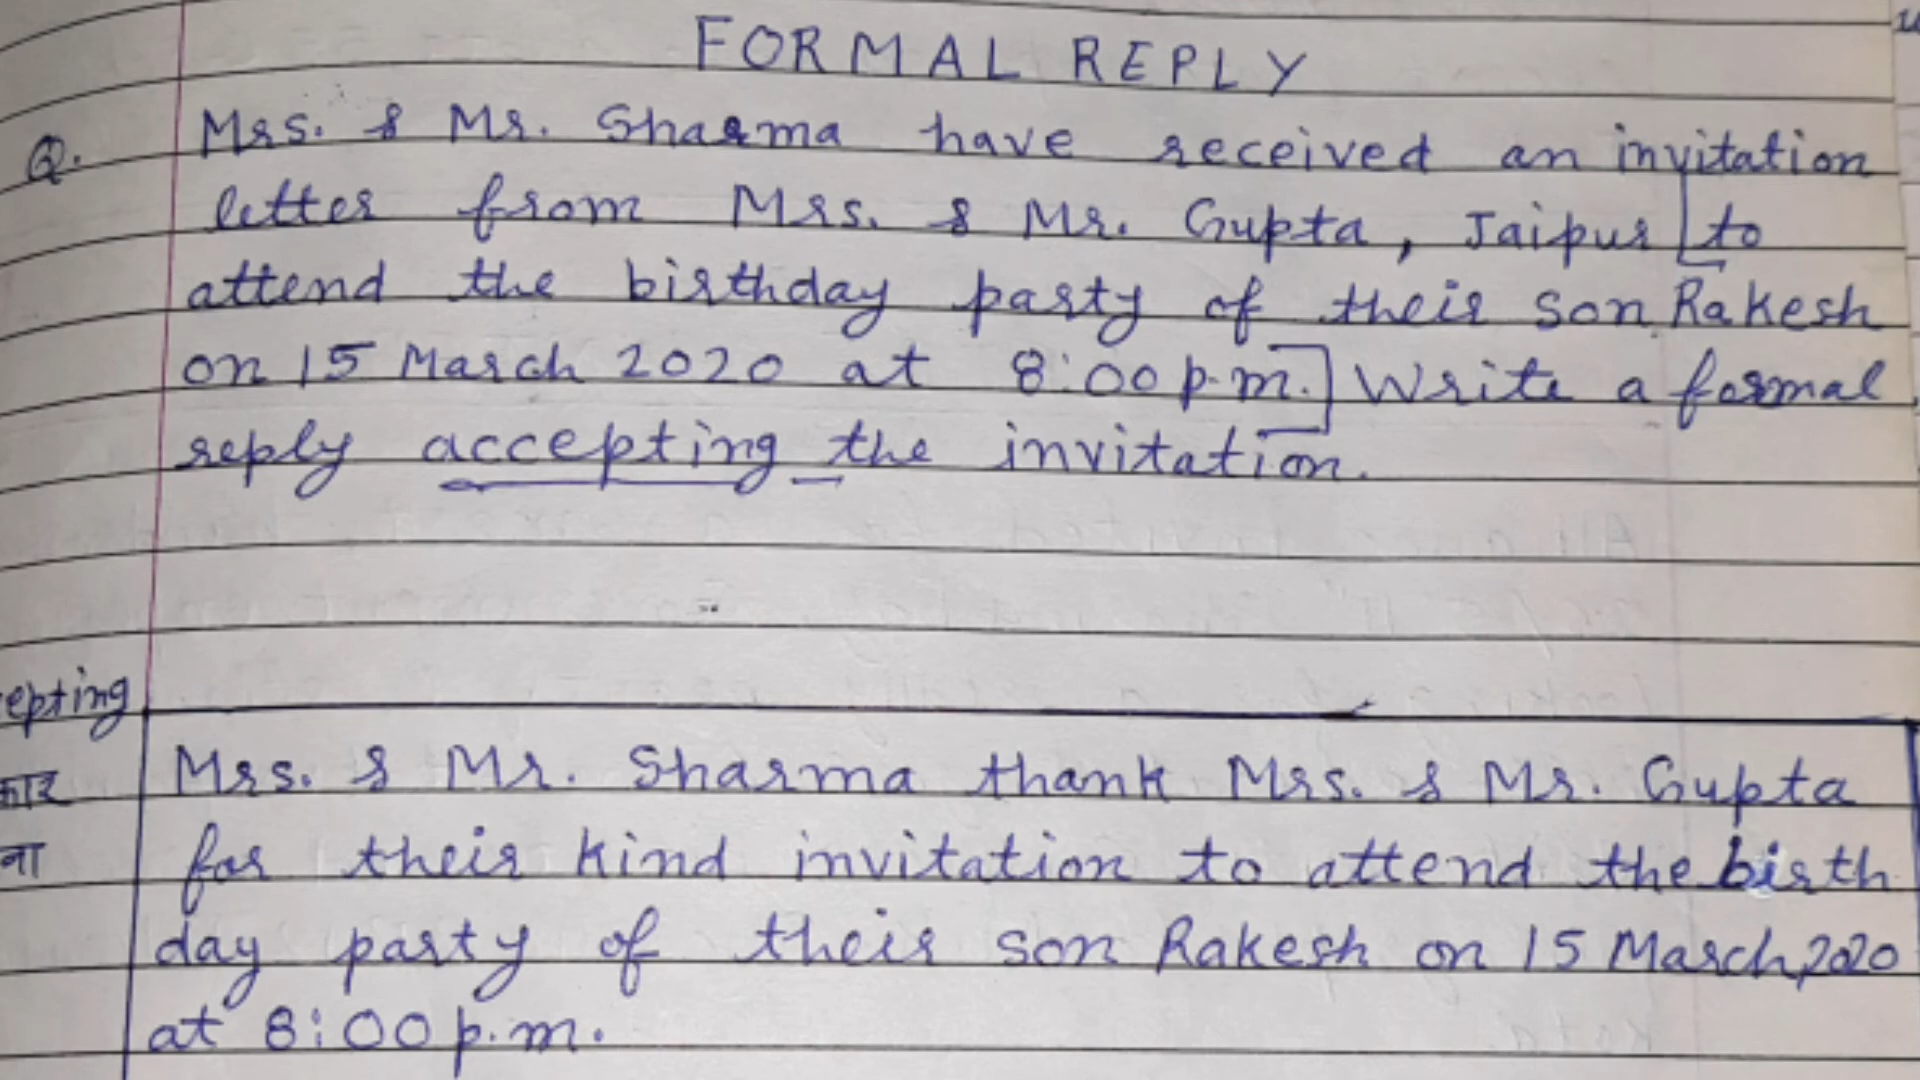 FORMAL REPLY
Q. Mrs. & Mr. Sharma have received an invitation
letter from Mrs. & Mr. Gupta, Jaipur to
attend the birthday party of their son Rakesh
on 15 March 2020 at 8:00 p.m. Write a formal
reply accepting the invitation.
epting
कार
ना
Mrs. & Mr. Sharma thank Mrs. & Mr. Gupta
for their kind invitation to attend the birth
day party of their son Rakesh on 15 March, 2020
at 8:00 p.m.